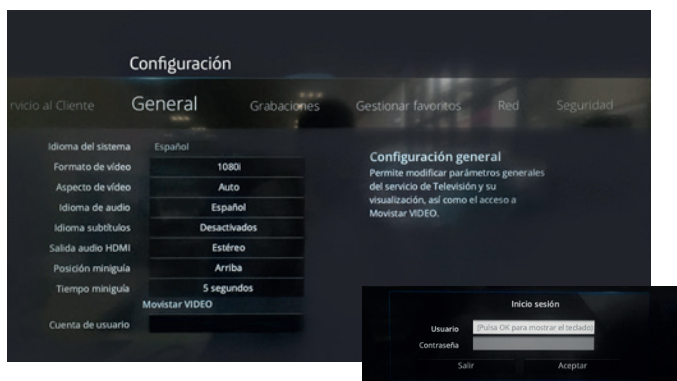 Configuración
rvicio al Cliente General Grabaciones Gestionar favoritos Red Seguridad
Idioma del sistema Español
Formato de vídeo 1080i
Aspecto de vídeo Auto
Idioma de audio Español
Idioma subtítulos Desactivados
Salida audio HDMI Estéreo
Posición miniguía Arriba
Tiempo miniguía 5 segundos
Movistar VIDEO
Cuenta de usuario
Configuración general
Permite modificar parámetros generales
del servicio de Televisión y su
visualización, así como el acceso a
Movistar VIDEO.
Inicio sesión
Usuario (Pulsa OK para mostrar el teclado)
Contraseña
Salir Aceptar